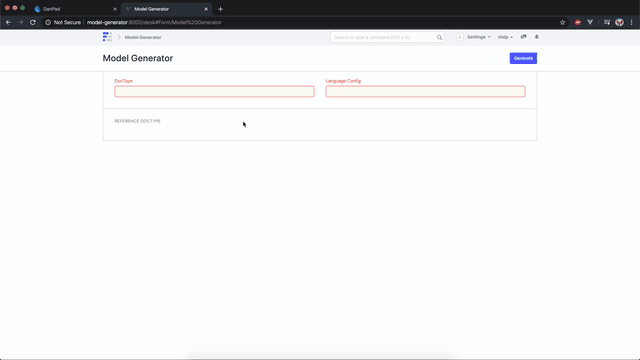 DartPad
Model Generator
Not Secure
model-generator:8000/desk#Form/Model%20Generator
Model Generator
Search or type a command (Ctrl + G)
Settings
Help
Model Generator
Generate
DocType
Language Config
REFERENCE DOCTYPE